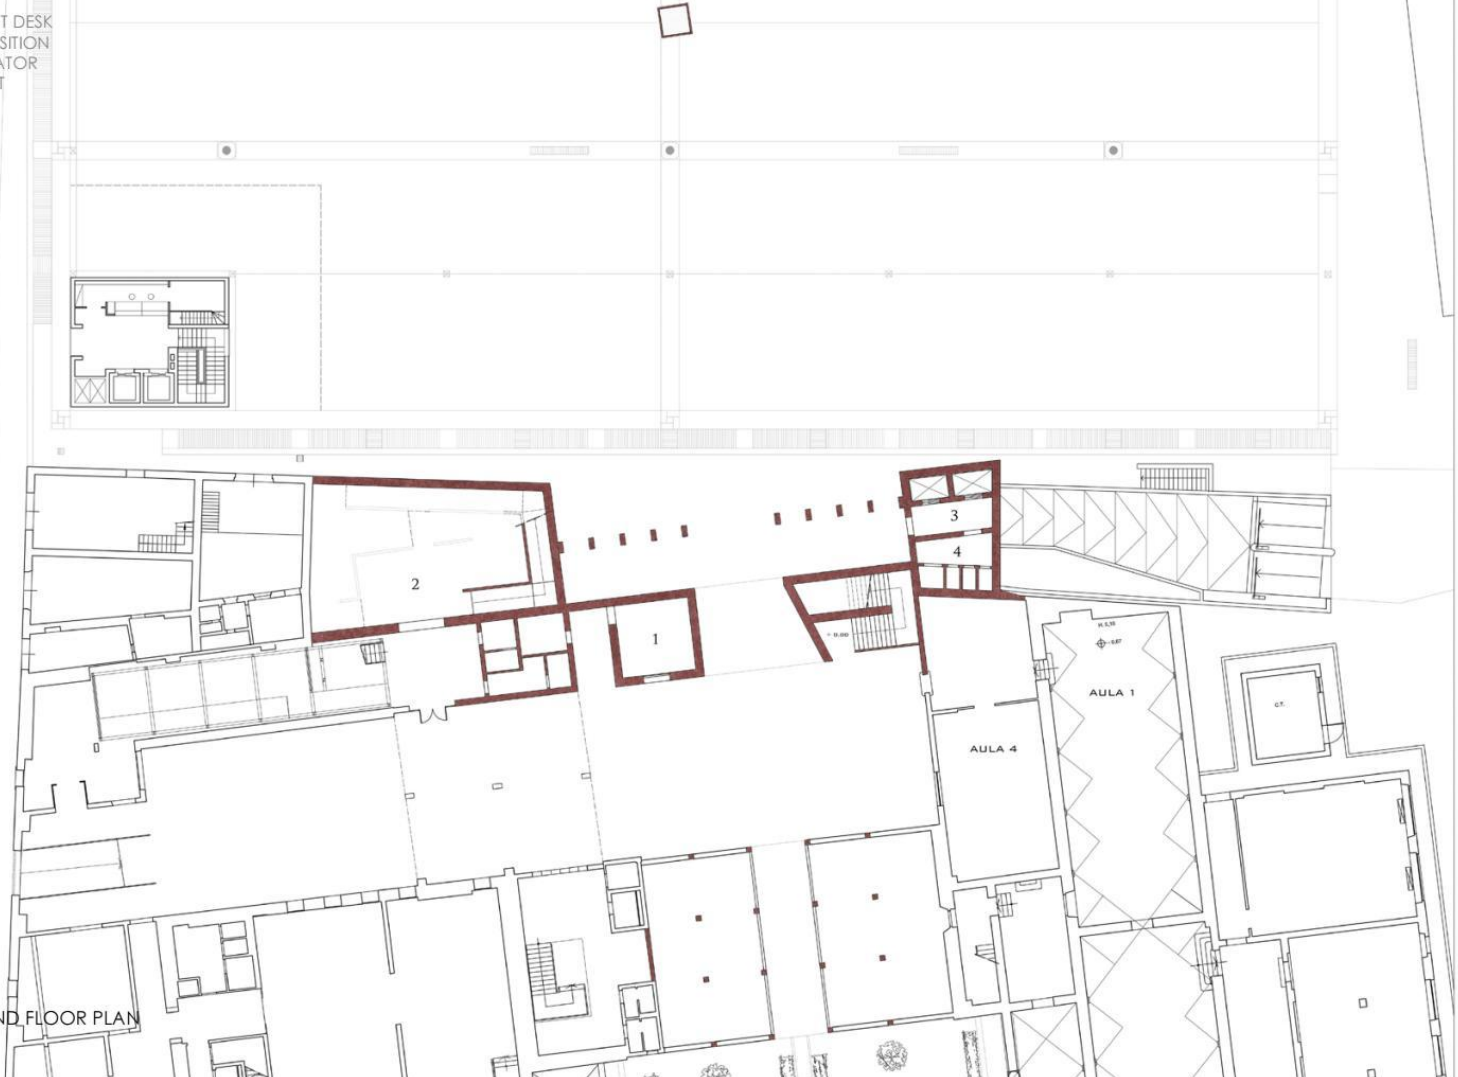 T DESK
SITION
ATOR
T
3
4
2
1
AULA 1
AULA 4
C.T.
ND FLOOR PLAN